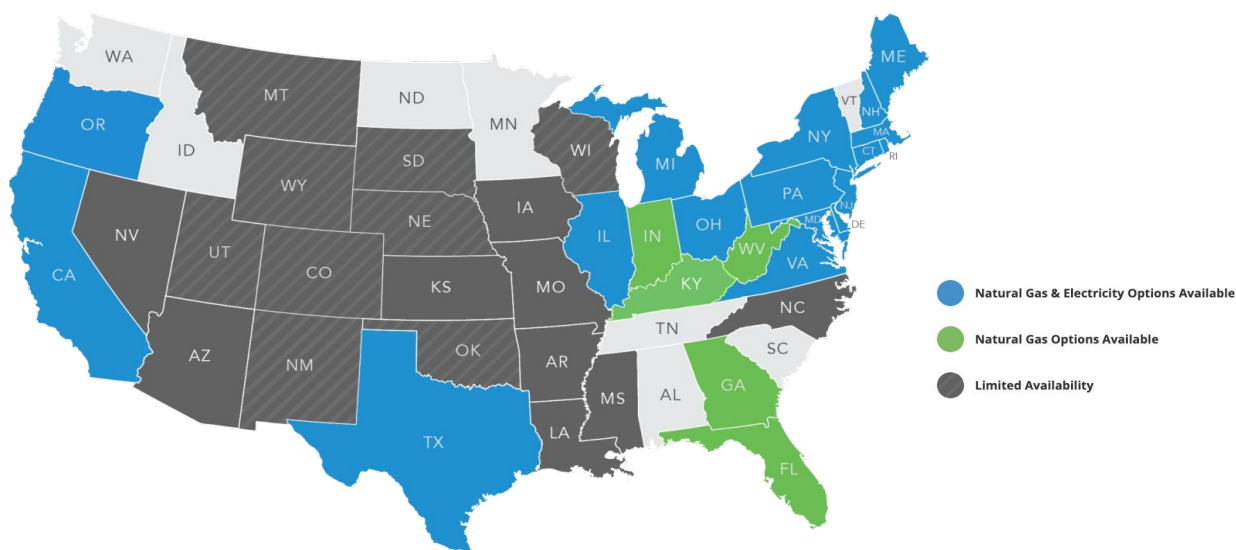 ME
WA
VT
ND
MT
NH
MN
OR
NY
MA
ID
WI
CT
RI
SD
MI
WY
PA
IA
NJ
NE
OH
MD
DE
IN
IL
NV
WV
UT
VA
CO
CA
KY
KS
MO
NC
TN
OK
SC
AZ
AR
NM
GA
MS
AL
LA
TX
FL
Natural Gas & Electricity Options Available
Natural Gas Options Available
Limited Availability